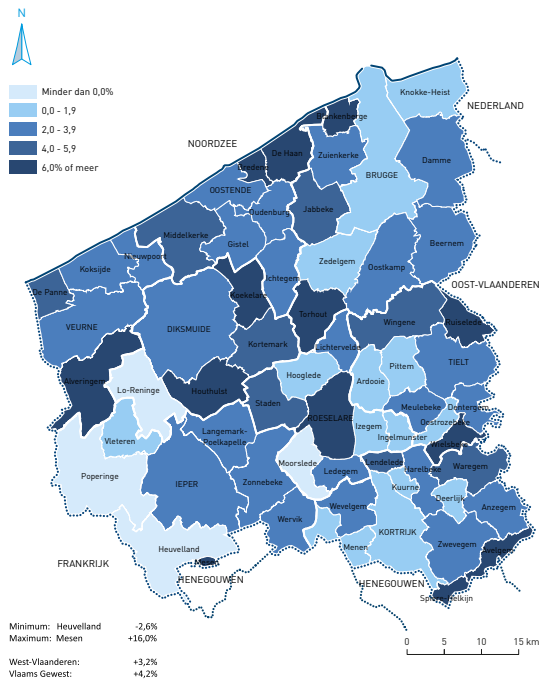 N
Minder dan 0,0%
0,0 - 1,9
2,0 - 3,9
4,0 - 5,9
6,0% of meer
NOORDZEE
NEDERLAND
OOST-VLAANDEREN
FRANKRIJK
HENEGOUWEN
HENEGOUWEN
Knokke-Heist
Blankenberge
De Haan
Zuienkerke
Damme
Bredene
BRUGGE
OOSTENDE
Oudenburg
Jabbeke
Middelkerke
Gistel
Beernem
Nieuwpoort
Zedelgem
Oostkamp
Koksijde
Ichtegem
De Panne
Koekelare
Torhout
Wingene
Ruiselede
VEURNE
DIKSMUIDE
Kortemark
Lichtervelde
TIELT
Pittem
Alveringem
Lo-Reninge
Houthulst
Hooglede
Ardooie
Staden
ROESELARE
Meulebeke
Dentergem
Oostrozebeke
Izegem
Ingelmunster
Vleteren
Langemark-
Poelkapelle
Wielsbeke
Moorslede
Ledegem
Lendelede
Harelbeke
Waregem
Poperinge
IEPER
Zonnebeke
Kuurne
Deerlijk
Wevelgem
Anzegem
Wervik
KORTRIJK
Zwevegem
Menen
Avelgem
Heuvelland
Mesen
Spiere-Helkijn
Minimum: Heuvelland -2,6%
Maximum: Mesen +16,0%
West-Vlaanderen: +3,2%
Vlaams Gewest: +4,2%
0 5 10 15 km